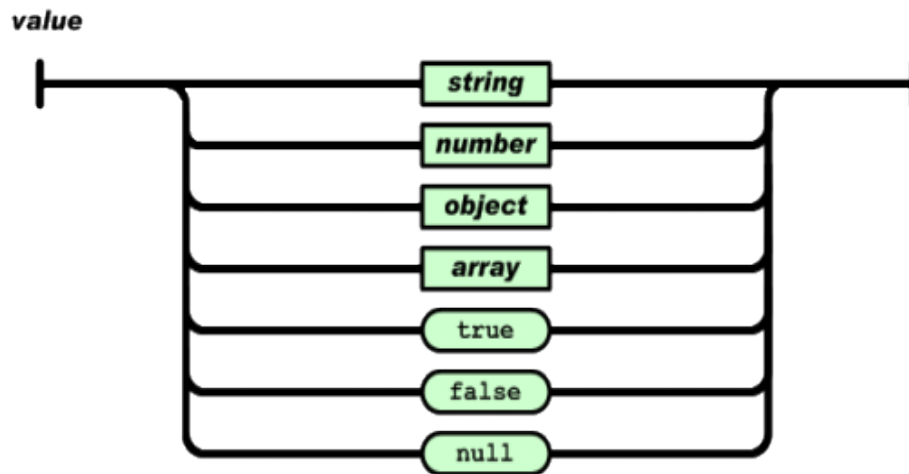 value
string
number
object
array
true
false
null